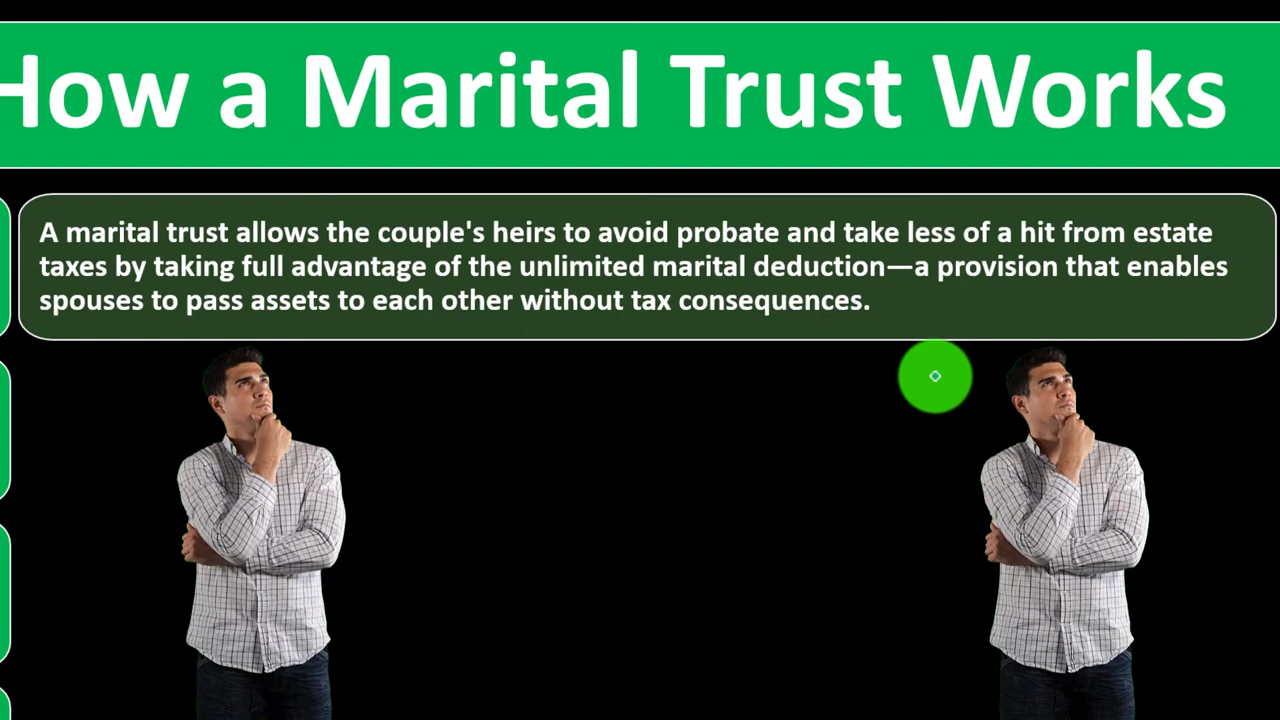 How a Marital Trust Works
A marital trust allows the couple's heirs to avoid probate and take less of a hit from estate
taxes by taking full advantage of the unlimited marital deduction—a provision that enables
spouses to pass assets to each other without tax consequences.